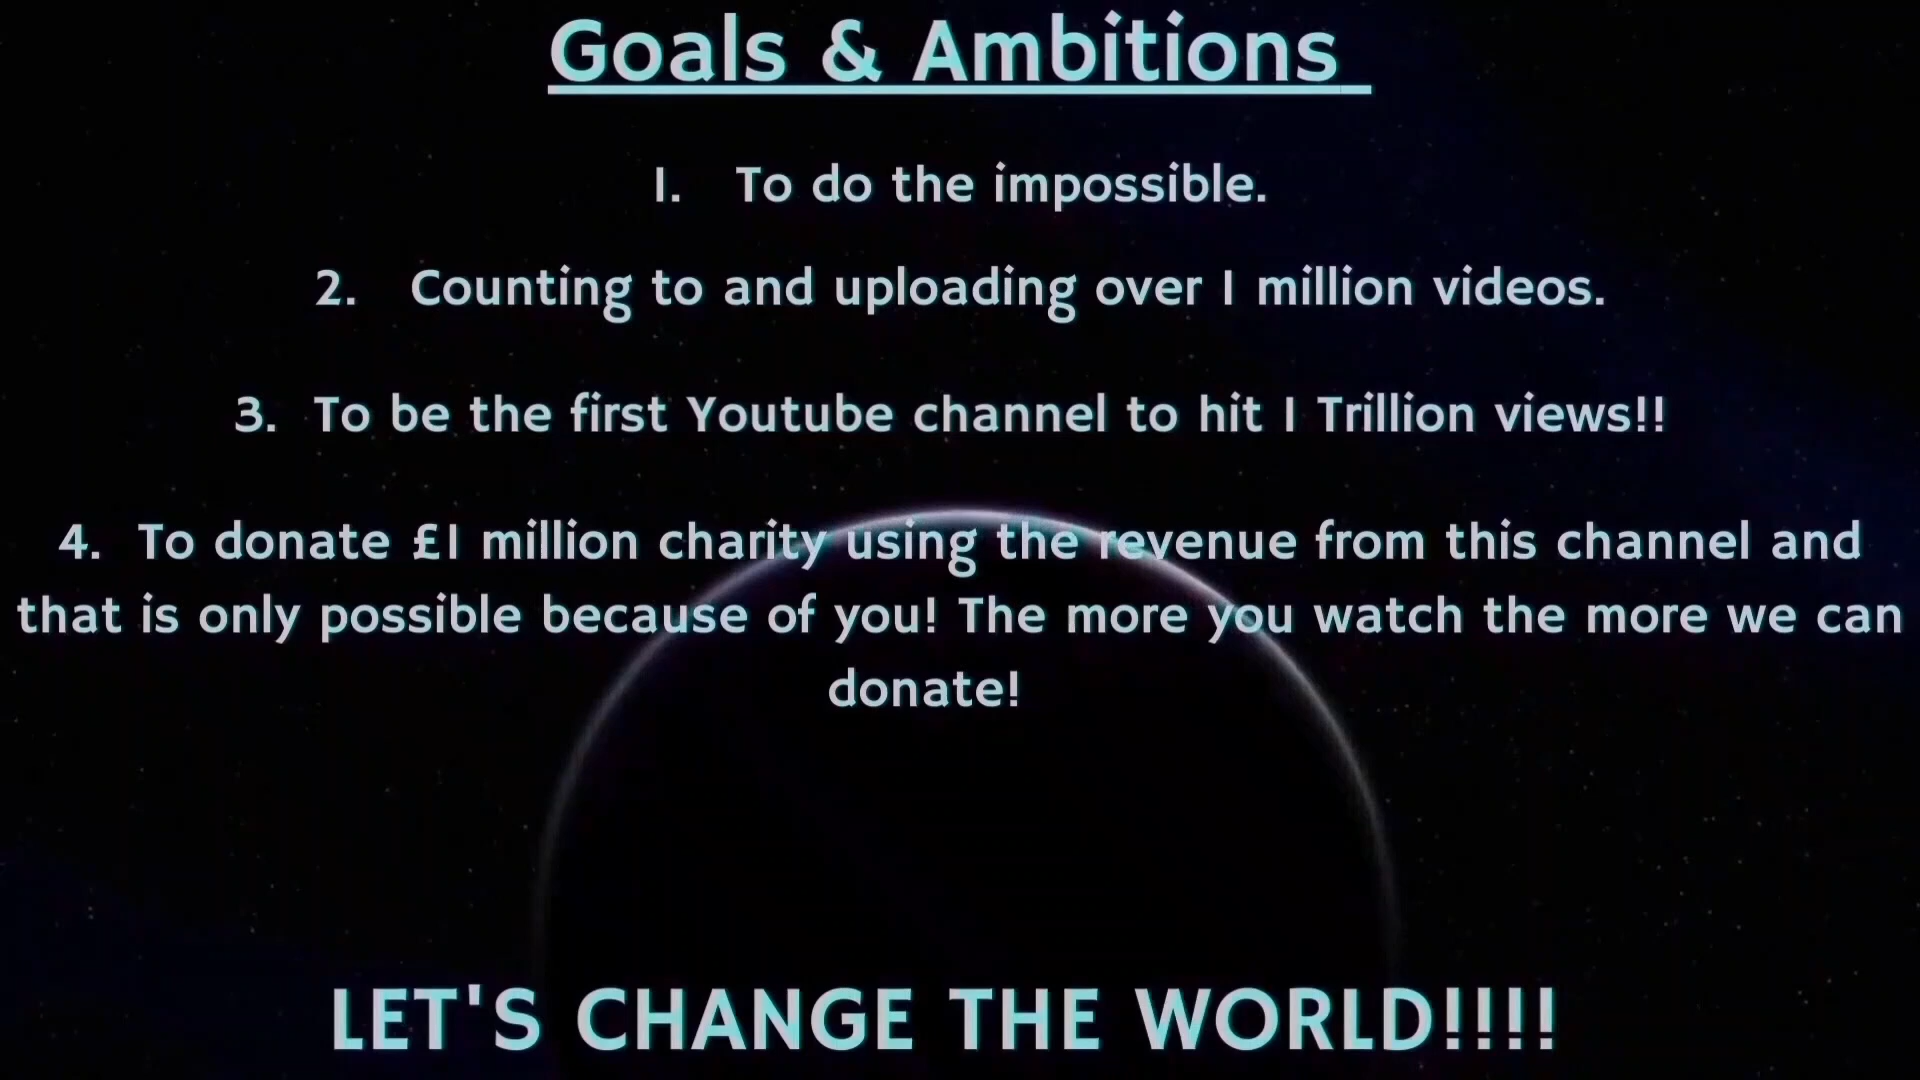 Goals & Ambitions
1. To do the impossible.
2. Counting to and uploading over 1 million videos.
3. To be the first Youtube channel to hit 1 Trillion views!!
4. To donate £1 million charity using the revenue from this channel and
that is only possible because of you! The more you watch the more we can
donate!
LET'S CHANGE THE WORLD!!!!